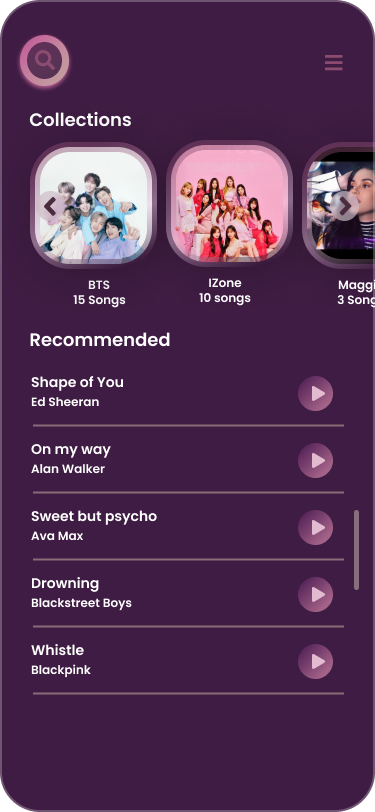 Collections
BTS
15 Songs
IZone
10 songs
Maggi
3 Song
Recommended
Shape of You
Ed Sheeran
On my way
Alan Walker
Sweet but psycho
Ava Max
Drowning
Blackstreet Boys
Whistle
Blackpink